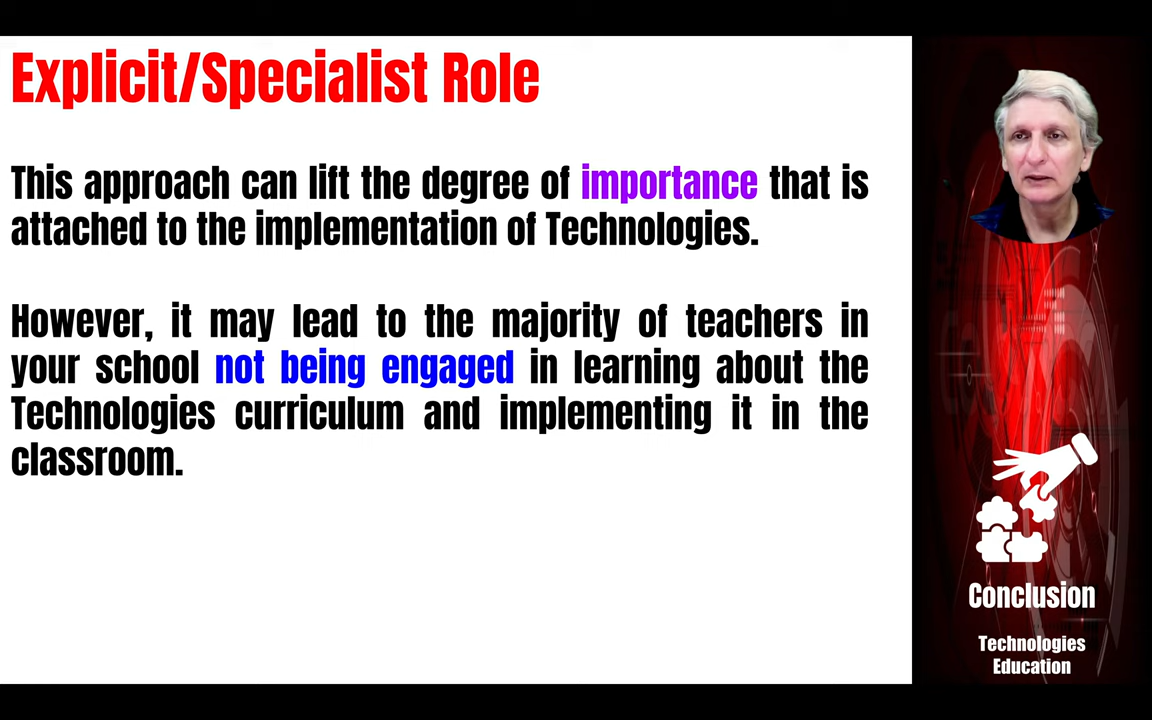 Explicit/Specialist Role
This approach can lift the degree of importance that is
attached to the implementation of Technologies.
However, it may lead to the majority of teachers in
your school not being engaged in learning about the
Technologies curriculum and implementing it in the
classroom.
Conclusion
Technologies
Education